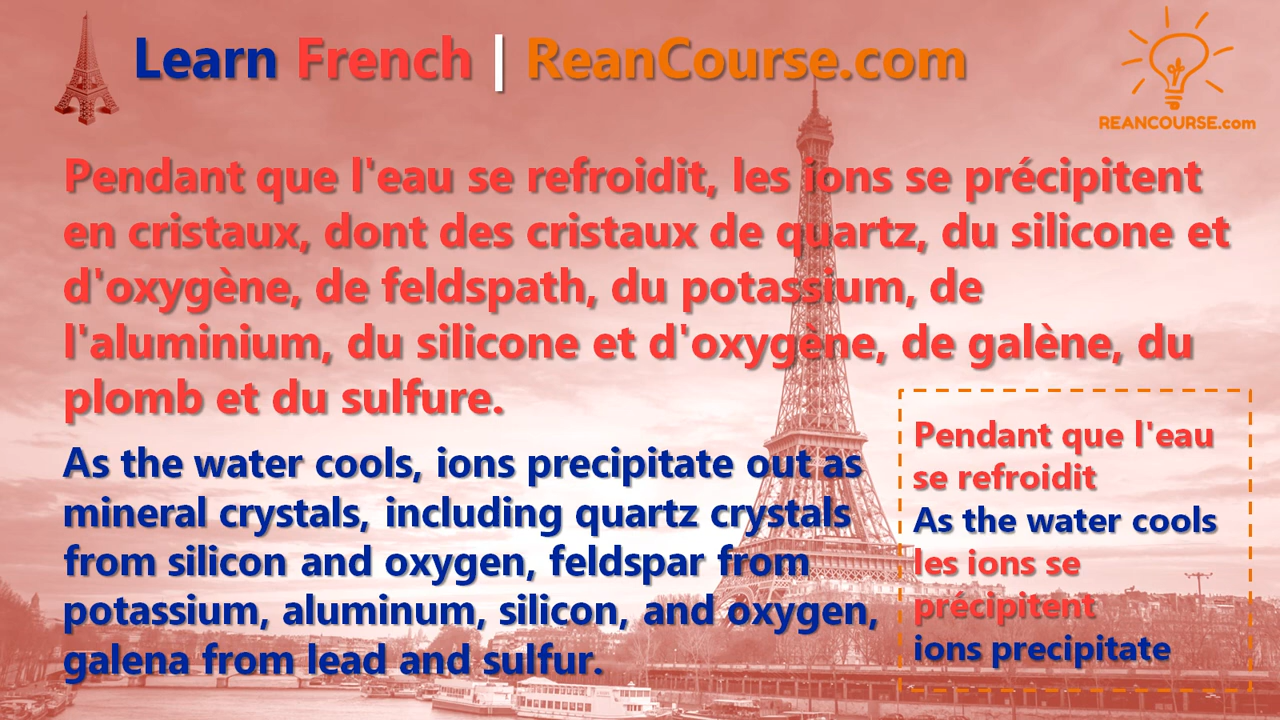 Learn French | ReanCourse.com
REANCOURSE.com
Pendant que l'eau se refroidit, les ions se précipitent
en cristaux, dont des cristaux de quartz, du silicone et
d'oxygène, de feldspath, du potassium, de
l'aluminium, du silicone et d'oxygène, de galène, du
plomb et du sulfure.
As the water cools, ions precipitate out as
mineral crystals, including quartz crystals
from silicon and oxygen, feldspar from
potassium, aluminum, silicon, and oxygen,
galena from lead and sulfur.
Pendant que l'eau
se refroidit
As the water cools
les ions se
précipitent
ions precipitate